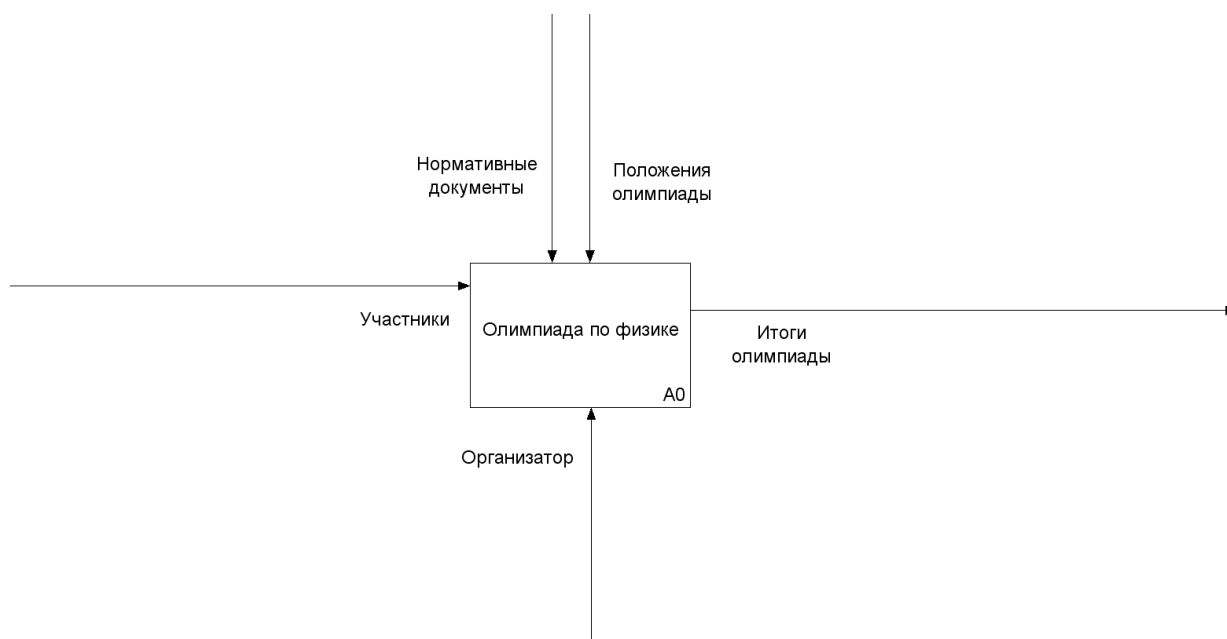 Нормативные
документы
Положения
олимпиады
Участники
Олимпиада по физике
Итоги
олимпиады
A0
Организатор